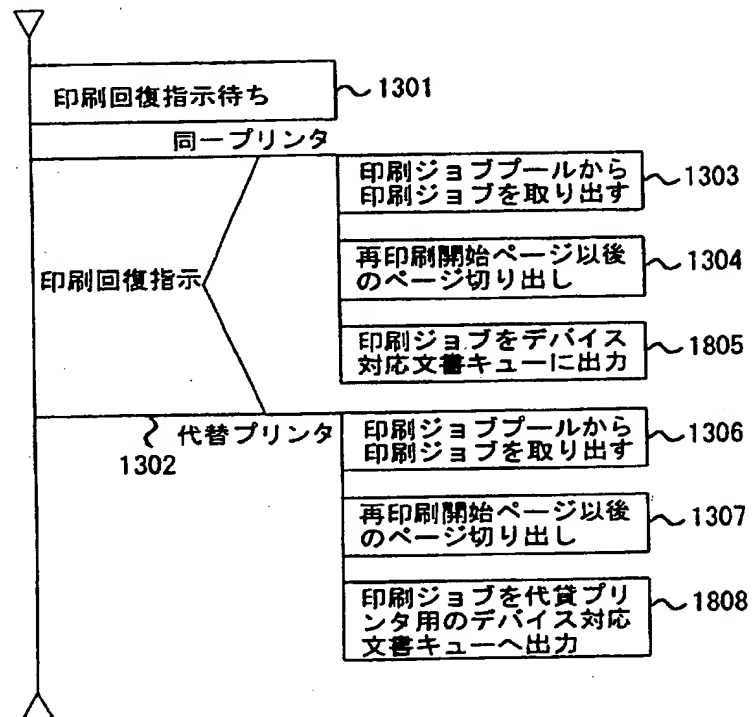 印刷回復指示待ち
1301
同一プリンタ
印刷ジョブプールから
印刷ジョブを取り出す
1303
再印刷開始ページ以後
のページ切り出し
1304
印刷回復指示
印刷ジョブをデバイス
対応文書キューに出力
1805
1302
代替プリンタ
印刷ジョブプールから
印刷ジョブを取り出す
1306
再印刷開始ページ以後
のページ切り出し
1307
印刷ジョブを代貸プリ
ンタ用のデバイス対応
文書キューへ出力
1808